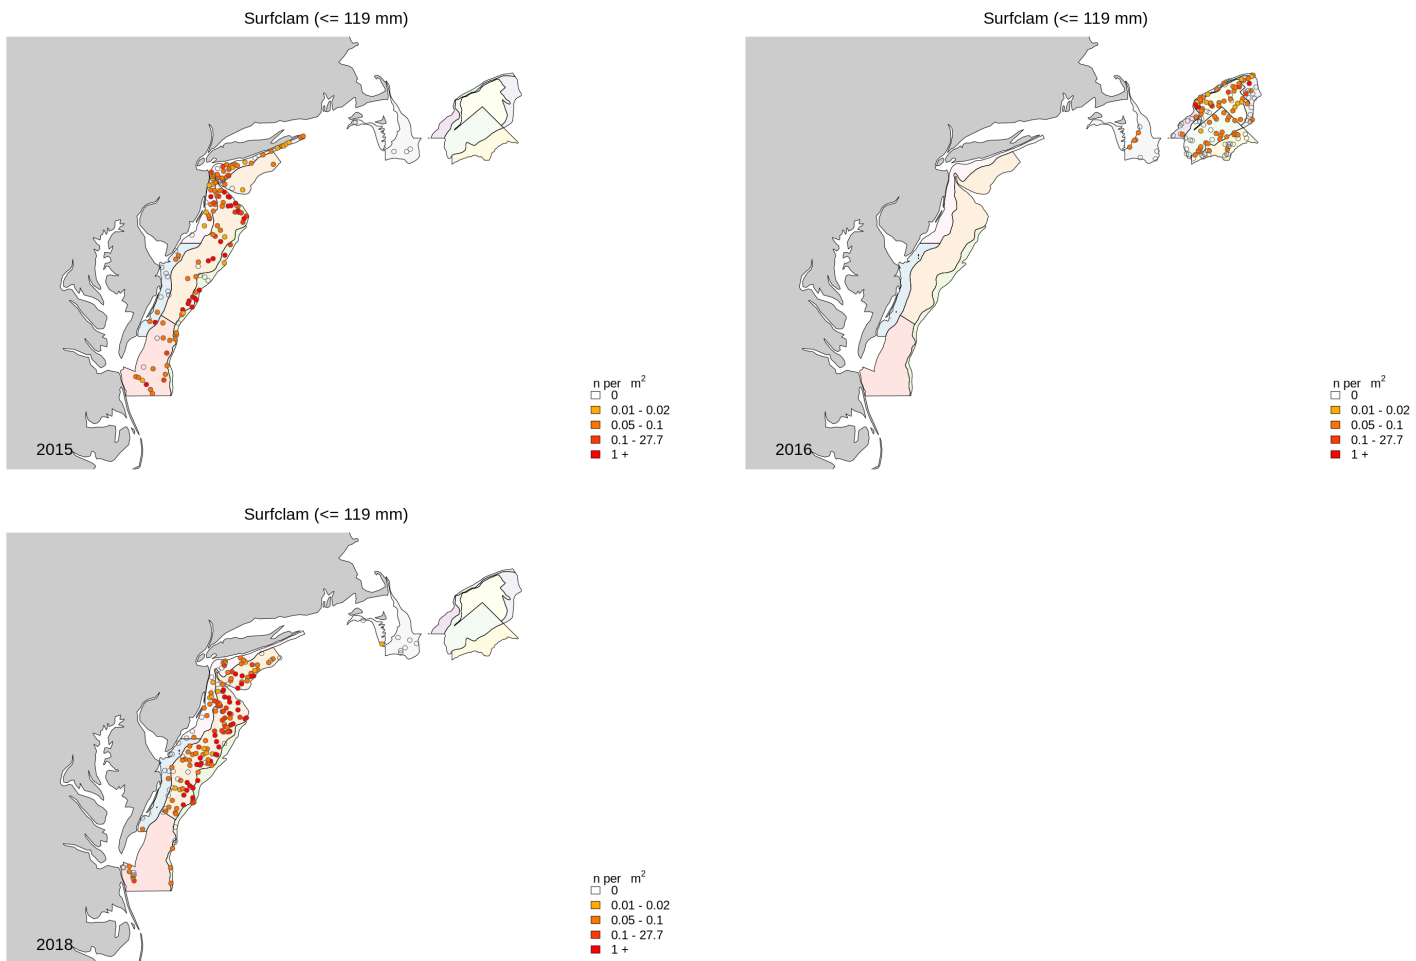 Surfclam (<= 119 mm)
n per m²
0
0.01 - 0.02
0.05 - 0.1
0.1 - 27.7
1 +
2015
Surfclam (<= 119 mm)
n per m²
0
0.01 - 0.02
0.05 - 0.1
0.1 - 27.7
1 +
2016
Surfclam (<= 119 mm)
n per m²
0
0.01 - 0.02
0.05 - 0.1
0.1 - 27.7
1 +
2018